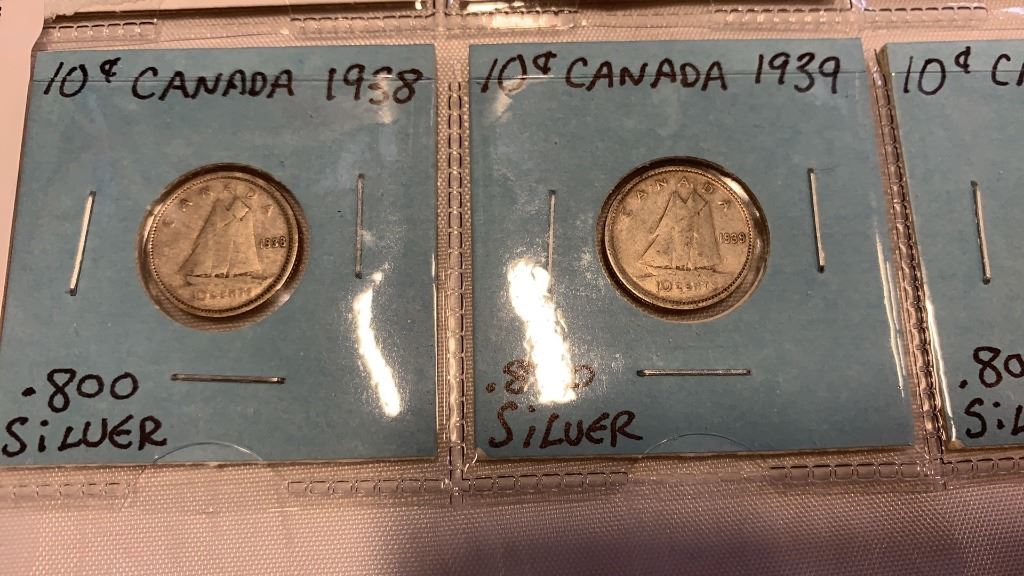 10¢ CANADA 1938
CANADA
1938
10 CENTS
.800
SiLVER
10¢ CANADA 1939
CANADA
1939
10 CENTS
SiLVER
10¢